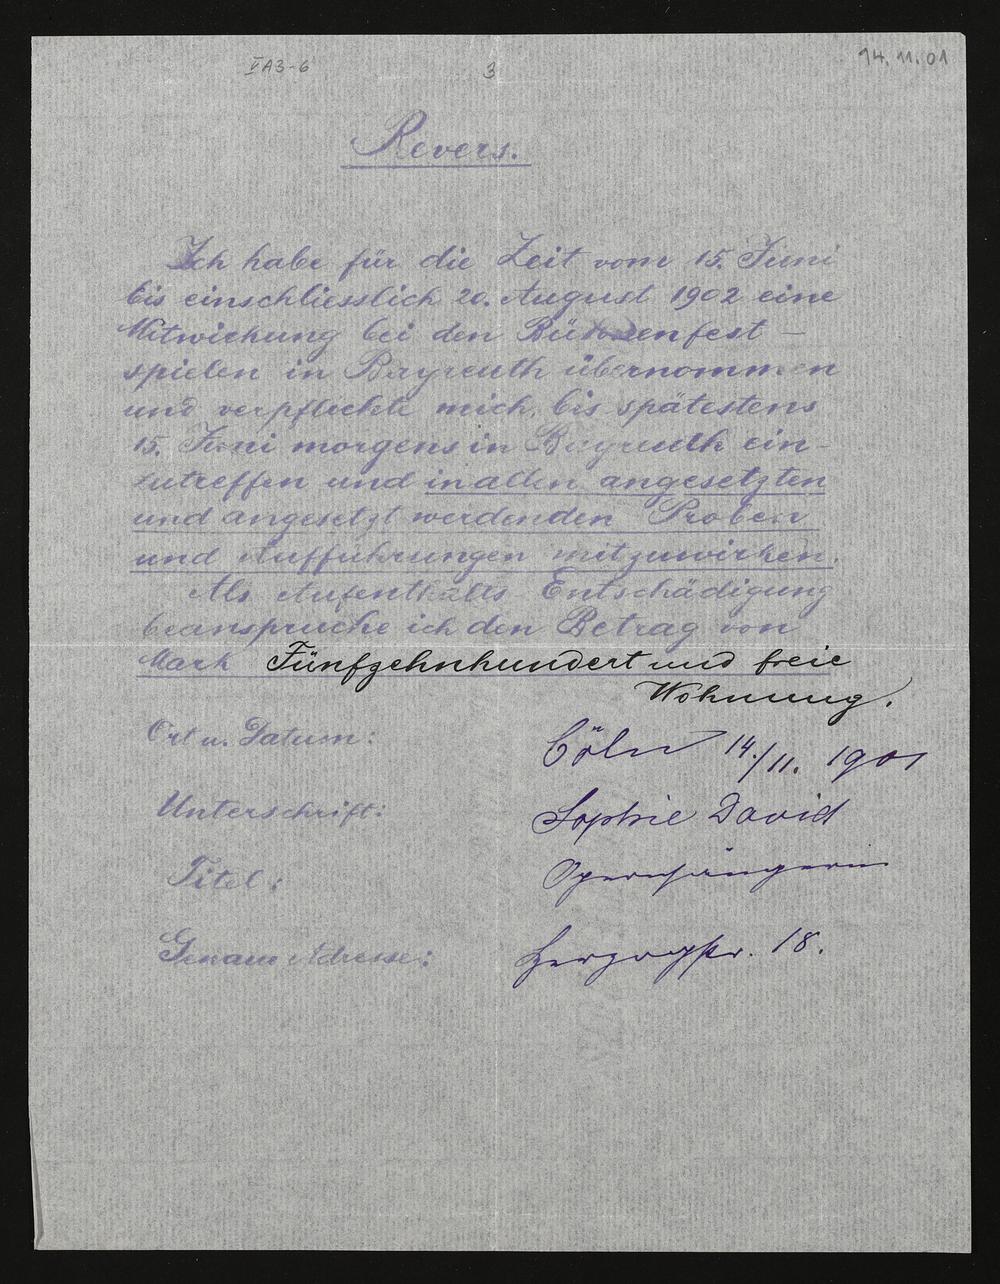 VA3-6
3
14.11.01
Revers.
Ich habe für die Zeit vom 15. Juni
bis einschliesslich 20. August 1902 eine
Mitwirkung bei den Bühnenfest-
spielen in Bayreuth übernommen
und verpflichte mich, bis spätestens
15. Juni morgens in Bayreuth ein-
zutreffen und in allen angesetzten
und angesetzt werdenden Proben
und Aufführungen mitzuwirken.
Als Aufenthalts-Entschädigung
beanspruche ich den Betrag von
Mark Fünfzehnhundert und freie
Wohnung.
Ort u. Datum: Cöln 14./11. 1901
Unterschrift: Sophie David
Titel: Opernsängerin
Genaue Adresse: Herzogstr. 18.